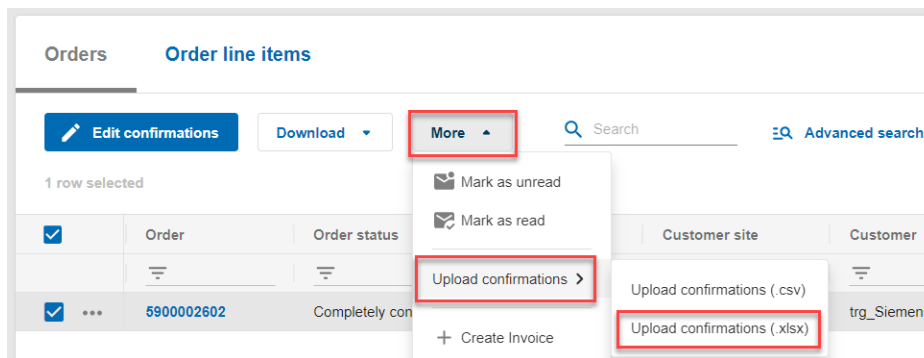 Orders Order line items
Edit confirmations Download More Search Advanced search
1 row selected
Mark as unread
Mark as read
Order Order status Customer site Customer
Upload confirmations
Upload confirmations (.csv)
5900002602 Completely con trg_Siemen
Upload confirmations (.xlsx)
Create Invoice